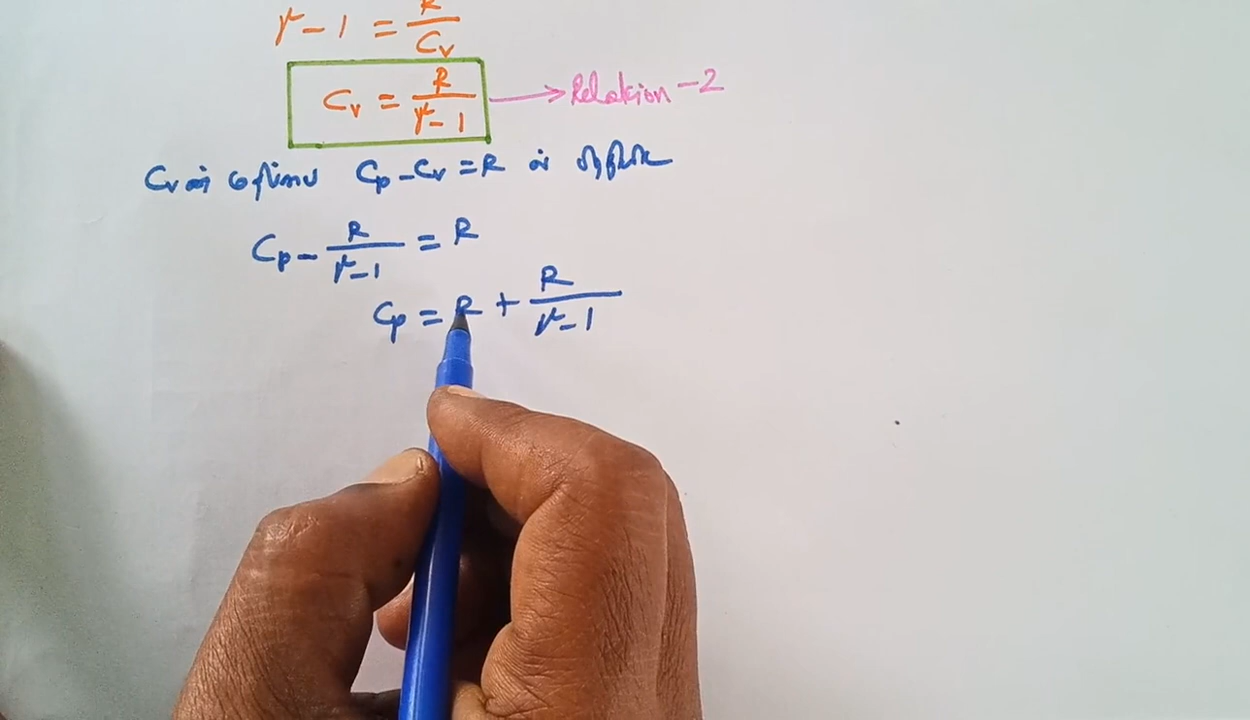 γ - 1 = R/Cv
Cv = R/(γ - 1) → Relation - 2
Cv Cp - Cv = R
Cp - R/(γ - 1) = R
Cp = R + R/(γ - 1)